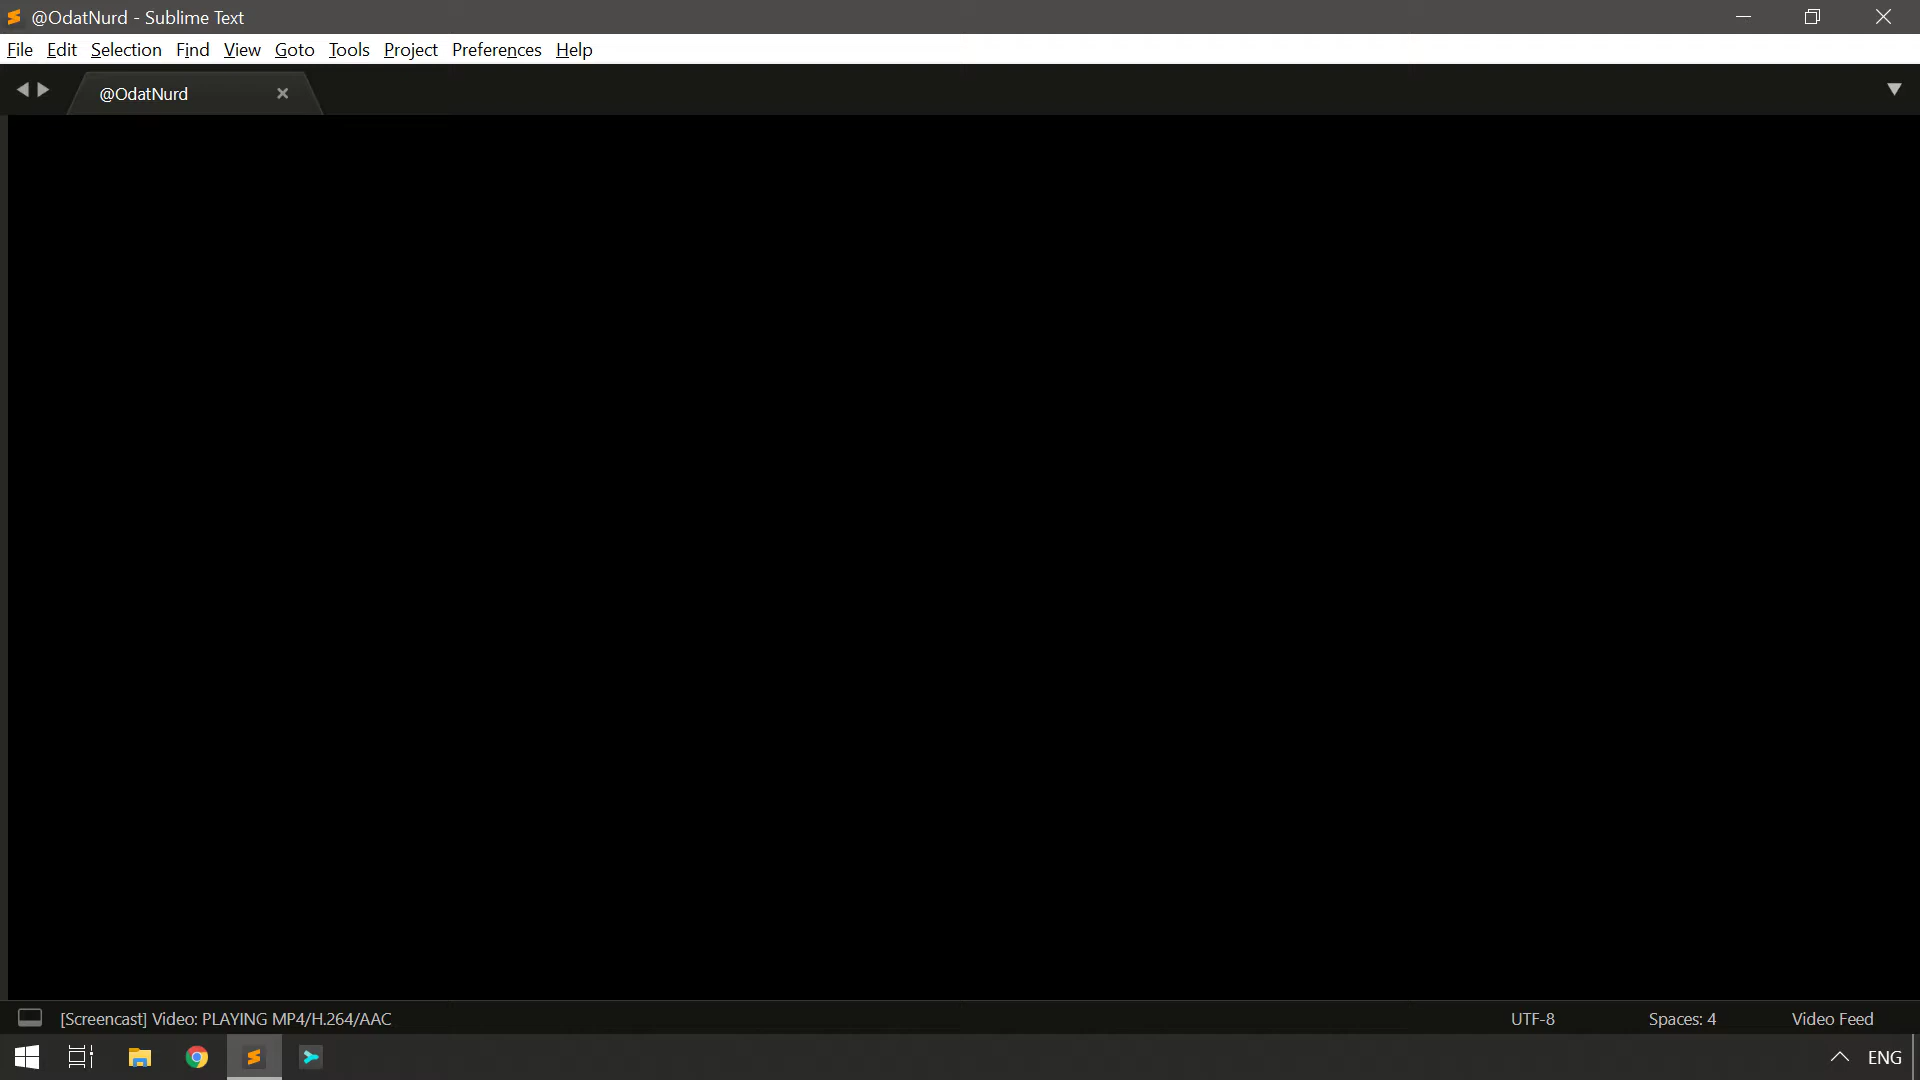 @OdatNurd - Sublime Text
File Edit Selection Find View Goto Tools Project Preferences Help
@OdatNurd
[Screencast] Video: PLAYING MP4/H.264/AAC UTF-8 Spaces: 4 Video Feed
ENG